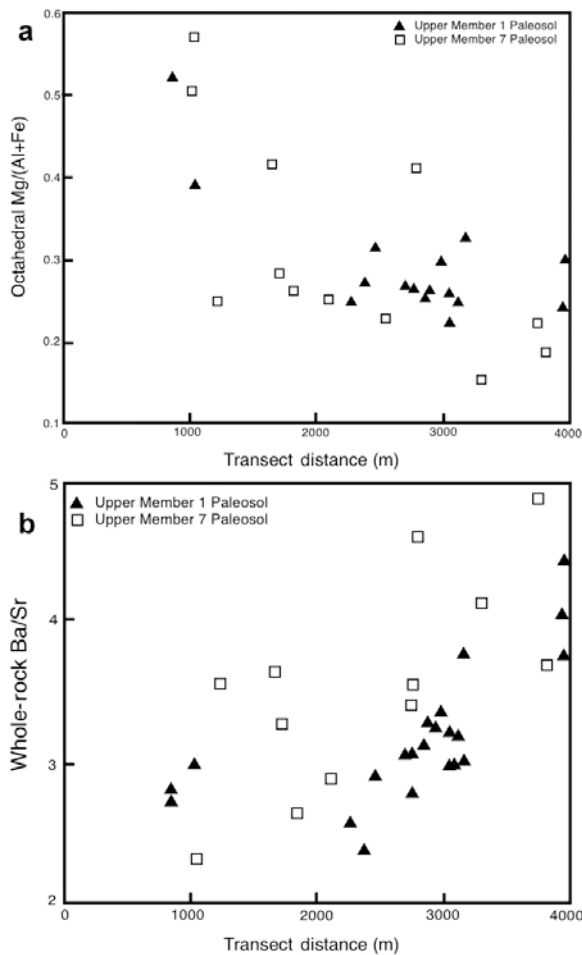 a
Upper Member 1 Paleosol
Upper Member 7 Paleosol
0.6
0.5
0.4
0.3
0.2
0.1
Octahedral Mg/(Al+Fe)
0
1000
2000
3000
4000
Transect distance (m)
b
Upper Member 1 Paleosol
Upper Member 7 Paleosol
5
4
3
2
Whole-rock Ba/Sr
0
1000
2000
3000
4000
Transect distance (m)